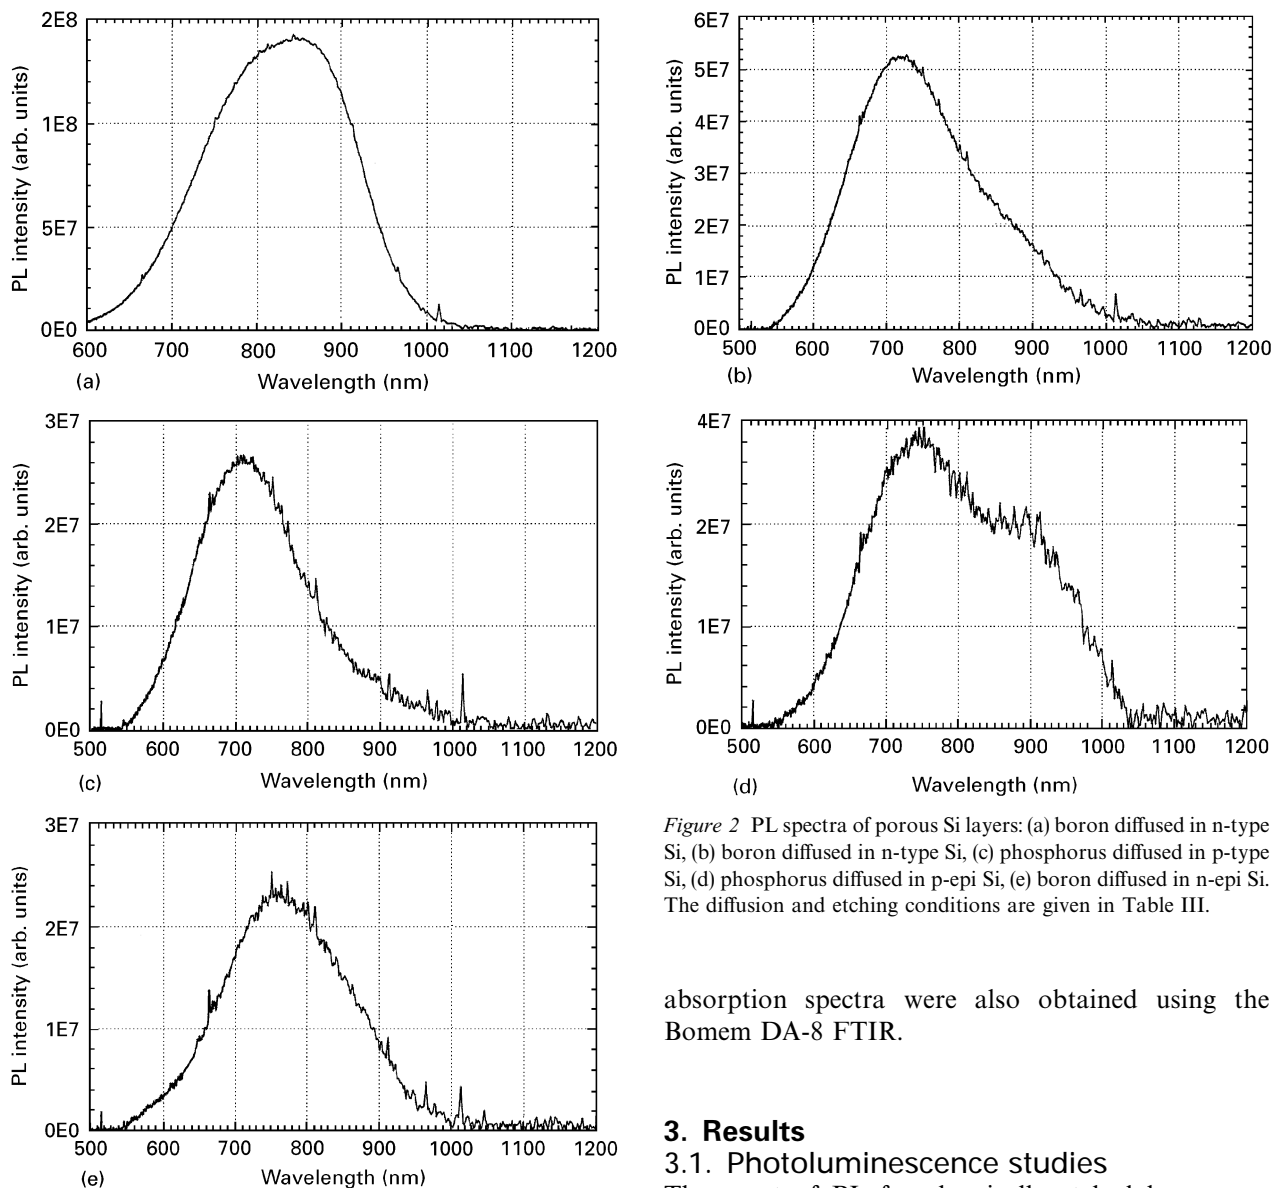 2E8
1E8
5E7
0E0
PL intensity (arb. units)
600 700 800 900 1000 1100 1200
(a)
Wavelength (nm)
6E7
5E7
4E7
3E7
2E7
1E7
0E0
PL intensity (arb. units)
500 600 700 800 900 1000 1100 1200
(b)
Wavelength (nm)
3E7
2E7
1E7
0E0
PL intensity (arb. units)
500 600 700 800 900 1000 1100 1200
(c)
Wavelength (nm)
4E7
2E7
1E7
0E0
PL intensity (arb. units)
500 600 700 800 900 1000 1100 1200
(d)
Wavelength (nm)
3E7
2E7
1E7
0E0
PL intensity (arb. units)
500 600 700 800 900 1000 1100 1200
(e)
Wavelength (nm)
Figure 2 PL spectra of porous Si layers: (a) boron diffused in n-type
Si, (b) boron diffused in n-type Si, (c) phosphorus diffused in p-type
Si, (d) phosphorus diffused in p-epi Si, (e) boron diffused in n-epi Si.
The diffusion and etching conditions are given in Table III.
absorption spectra were also obtained using the
Bomem DA-8 FTIR.
3. Results
3.1. Photoluminescence studies